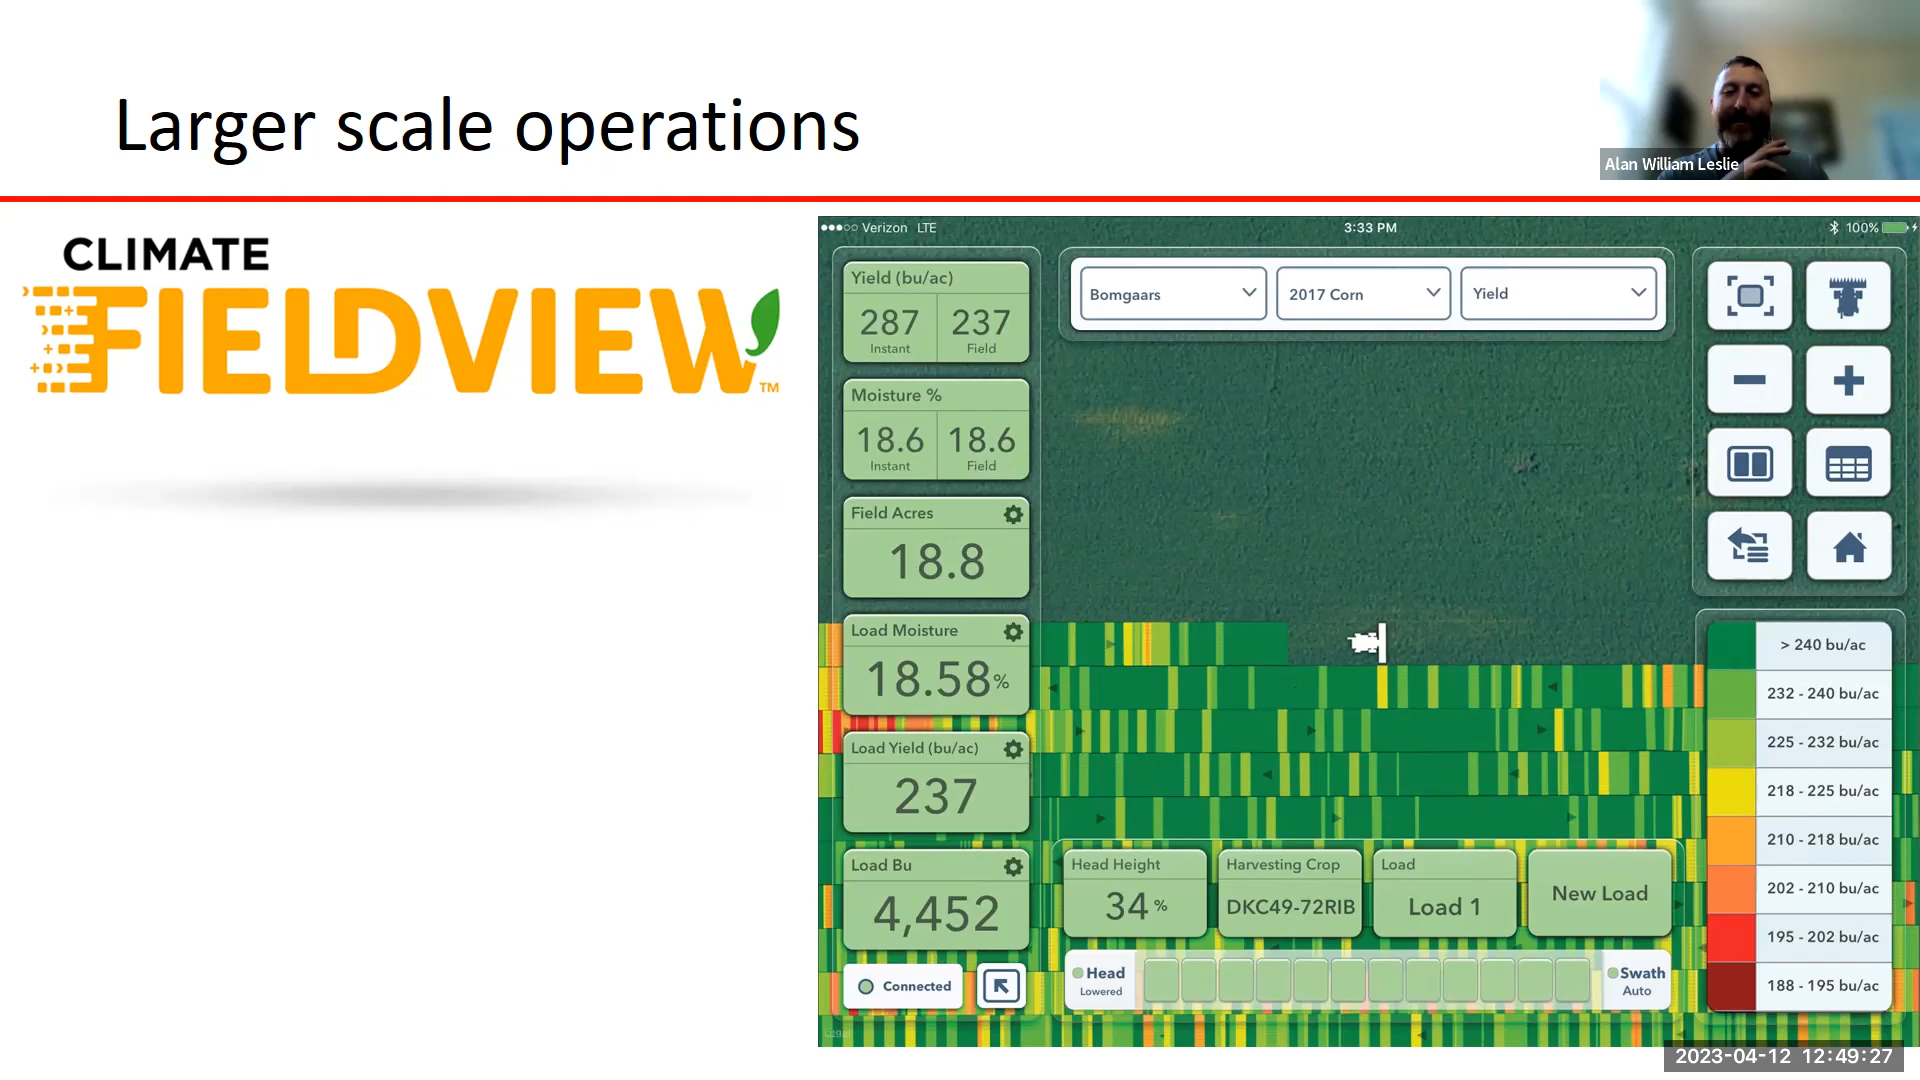 Larger scale operations
Alan William Leslie
CLIMATE
FIELDVIEW™
Verizon LTE
3:33 PM
100%
Yield (bu/ac)
287 237
Instant Field
Moisture %
18.6 18.6
Instant Field
Field Acres
18.8
Load Moisture
18.58%
Load Yield (bu/ac)
237
Load Bu
4,452
Connected
Legal
Bomgaars
2017 Corn
Yield
Head Height
34 %
Harvesting Crop
DKC49-72RIB
Load
Load 1
New Load
Head
Lowered
Swath
Auto
> 240 bu/ac
232 - 240 bu/ac
225 - 232 bu/ac
218 - 225 bu/ac
210 - 218 bu/ac
202 - 210 bu/ac
195 - 202 bu/ac
188 - 195 bu/ac
2023-04-12 12:49:27